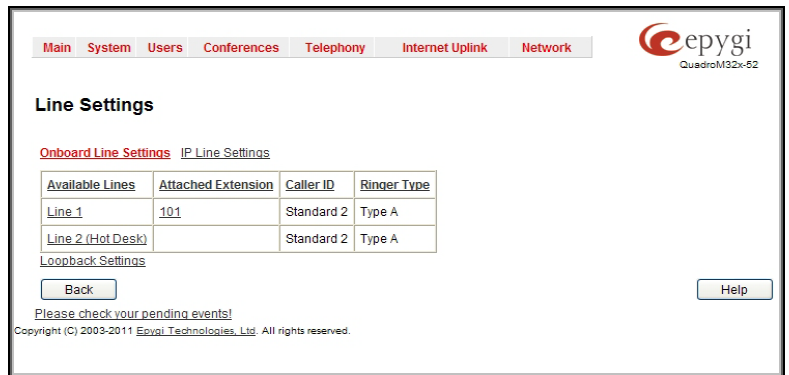 Main System Users Conferences Telephony Internet Uplink Network
epygi
QuadroM32x-52
Line Settings
Onboard Line Settings IP Line Settings
Available Lines Attached Extension Caller ID Ringer Type
Line 1 101 Standard 2 Type A
Line 2 (Hot Desk) Standard 2 Type A
Loopback Settings
Back Help
Please check your pending events!
Copyright (C) 2003-2011 Epygi Technologies, Ltd. All rights reserved.